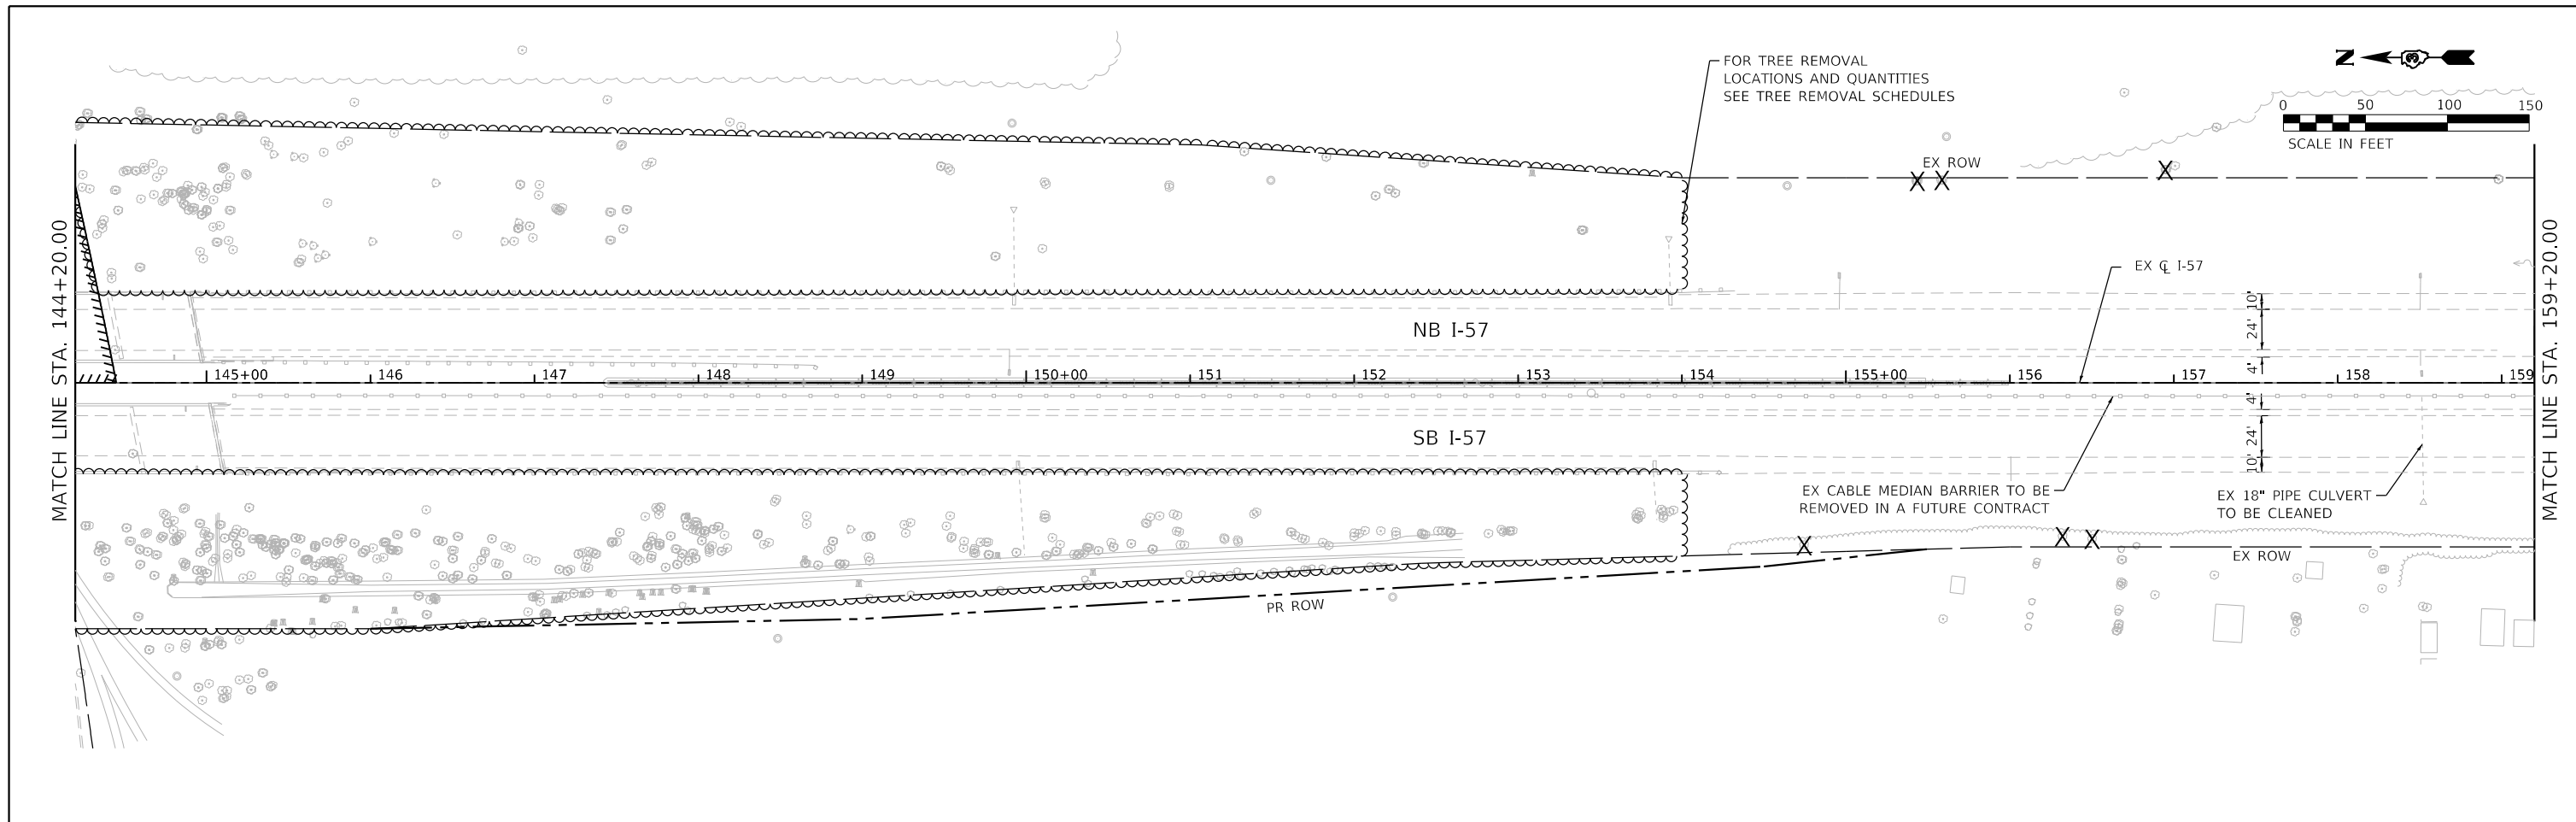 FOR TREE REMOVAL
LOCATIONS AND QUANTITIES
SEE TREE REMOVAL SCHEDULES
N
3
0 50 100 150
SCALE IN FEET
EX ROW
MATCH LINE STA. 144+20.00
MATCH LINE STA. 159+20.00
EX ℄ I-57
NB I-57
10'
24'
4'
145+00 146 147 148 149 150+00 151 152 153 154 155+00 156 157 158 159
4'
24'
10'
SB I-57
EX CABLE MEDIAN BARRIER TO BE
REMOVED IN A FUTURE CONTRACT
EX 18" PIPE CULVERT
TO BE CLEANED
EX ROW
PR ROW